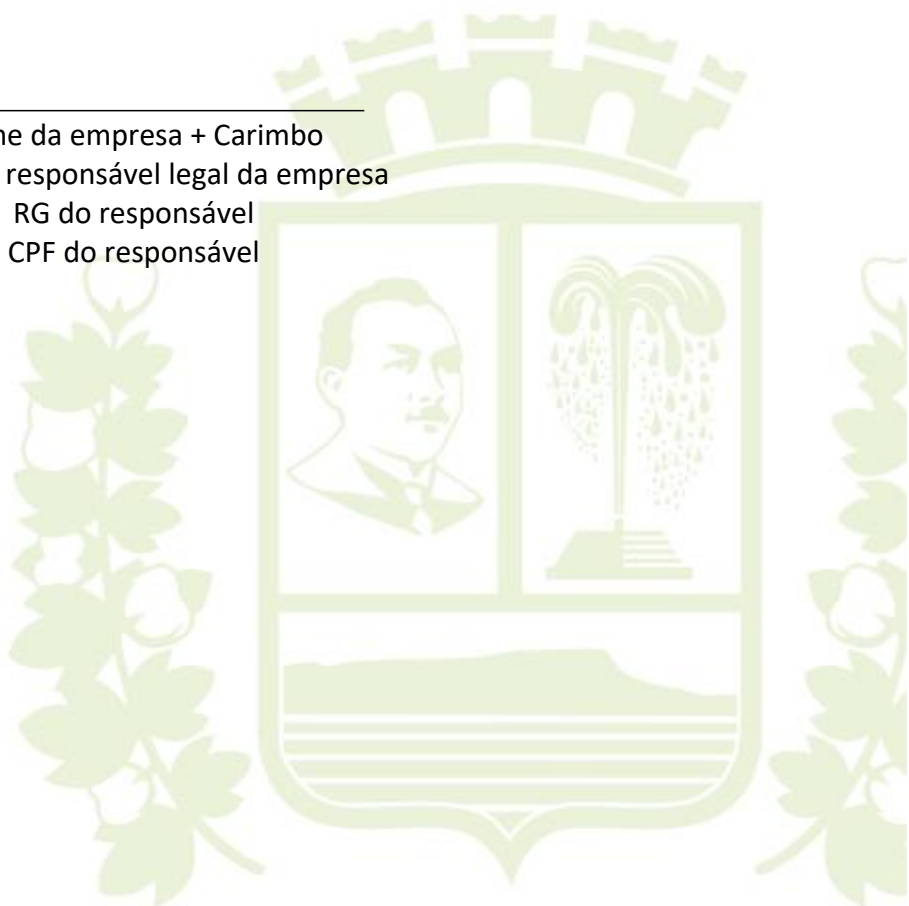 da empresa + Carimbo
responsável legal da empresa
RG do responsável
CPF do responsável